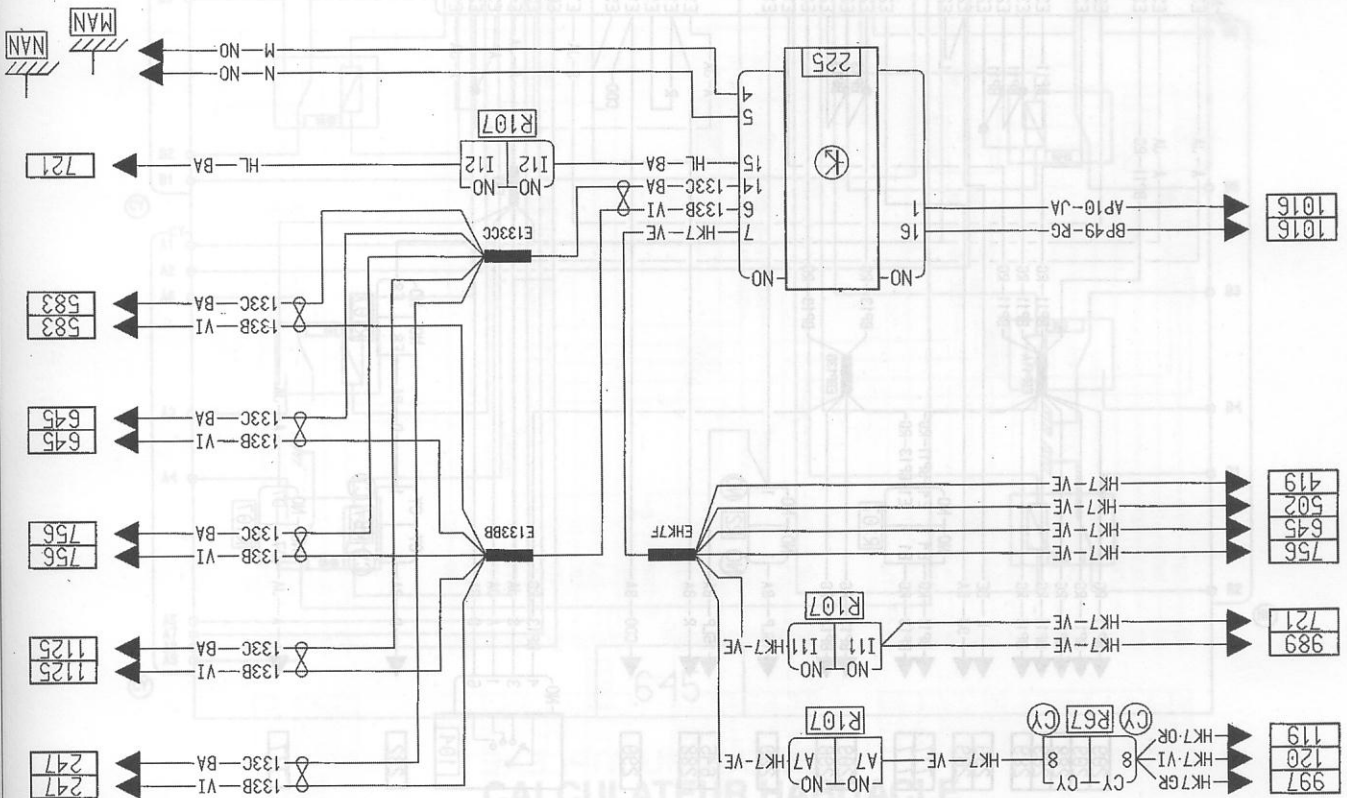 997 HK7GR CY—CY NO NO 133B—VI 247
120 HK7·VI 8 8 HK7—VE A7 A7 HK7-VE 133C—BA 247
119 HK7·OR CY R67 CY R107
989 HK7—VE NO NO 133B—VI 1125
721 HK7—VE I11 I11 HK7-VE 133C—BA 1125
R107
756 HK7—VE EHK7F E133BB 133B—VI 756
645 HK7—VE 133C—BA 756
502 HK7—VE
419 HK7—VE
133B—VI 645
133C—BA 645
133B—VI 583
133C—BA 583
NO NO
1016 BP49-RG 16 7 HK7—VE E133CC
1016 AP10-JA 1 6 133B—VI
14 133C—BA NO NO
15 HL—BA I12 I12 HL—BA 721
R107
5 N—NO NAN
4 M—NO MAN
225